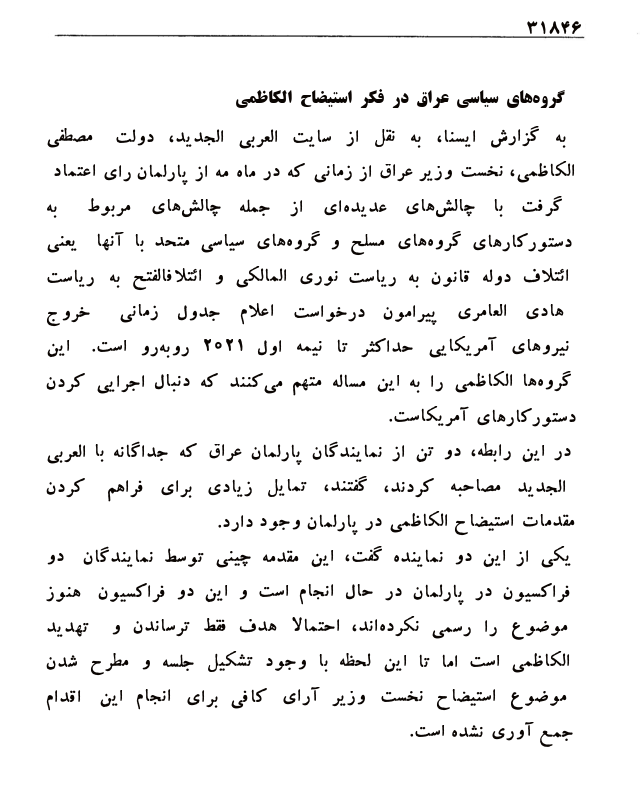 ۳۱۸۴۶
گروه‌های سیاسی عراق در فکر استیضاح الکاظمی
به گزارش ایسنا، به نقل از سایت العربی الجدید، دولت مصطفی
الکاظمی، نخست وزیر عراق از زمانی که در ماه مه از پارلمان رای اعتماد
گرفت با چالش‌های عدیده‌ای از جمله چالش‌های مربوط به
دستورکارهای گروه‌های مسلح و گروه‌های سیاسی متحد با آنها یعنی
ائتلاف دوله قانون به ریاست نوری المالکی و ائتلافالفتح به ریاست
هادی العامری پیرامون درخواست اعلام جدول زمانی خروج
نیروهای آمریکایی حداکثر تا نیمه اول ۲۰۲۱ روبه‌رو است. این
گروه‌ها الکاظمی را به این مساله متهم می‌کنند که دنبال اجرایی کردن
دستورکارهای آمریکاست.
در این رابطه، دو تن از نمایندگان پارلمان عراق که جداگانه با العربی
الجدید مصاحبه کردند، گفتند، تمایل زیادی برای فراهم کردن
مقدمات استیضاح الکاظمی در پارلمان وجود دارد.
یکی از این دو نماینده گفت، این مقدمه چینی توسط نمایندگان دو
فراکسیون در پارلمان در حال انجام است و این دو فراکسیون هنوز
موضوع را رسمی نکرده‌اند، احتمالا هدف فقط ترساندن و تهدید
الکاظمی است اما تا این لحظه با وجود تشکیل جلسه و مطرح شدن
موضوع استیضاح نخست وزیر آرای کافی برای انجام این اقدام
جمع آوری نشده است.